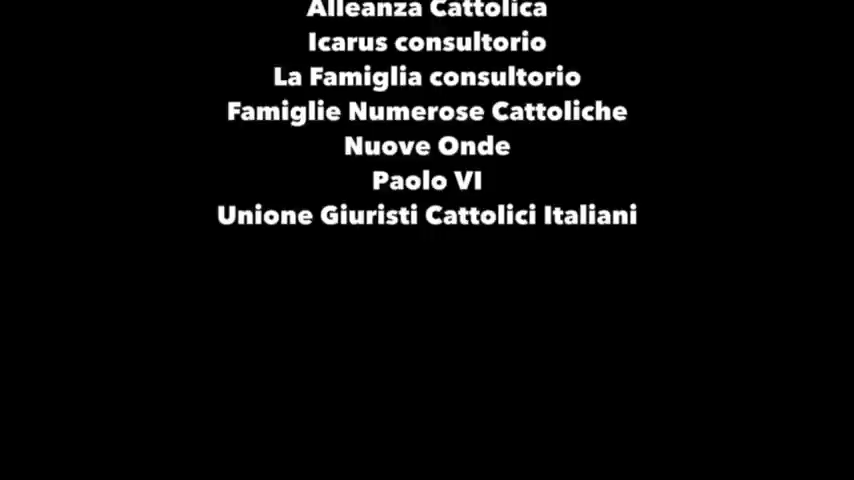 Alleanza Cattolica
Icarus consultorio
La Famiglia consultorio
Famiglie Numerose Cattoliche
Nuove Onde
Paolo VI
Unione Giuristi Cattolici Italiani